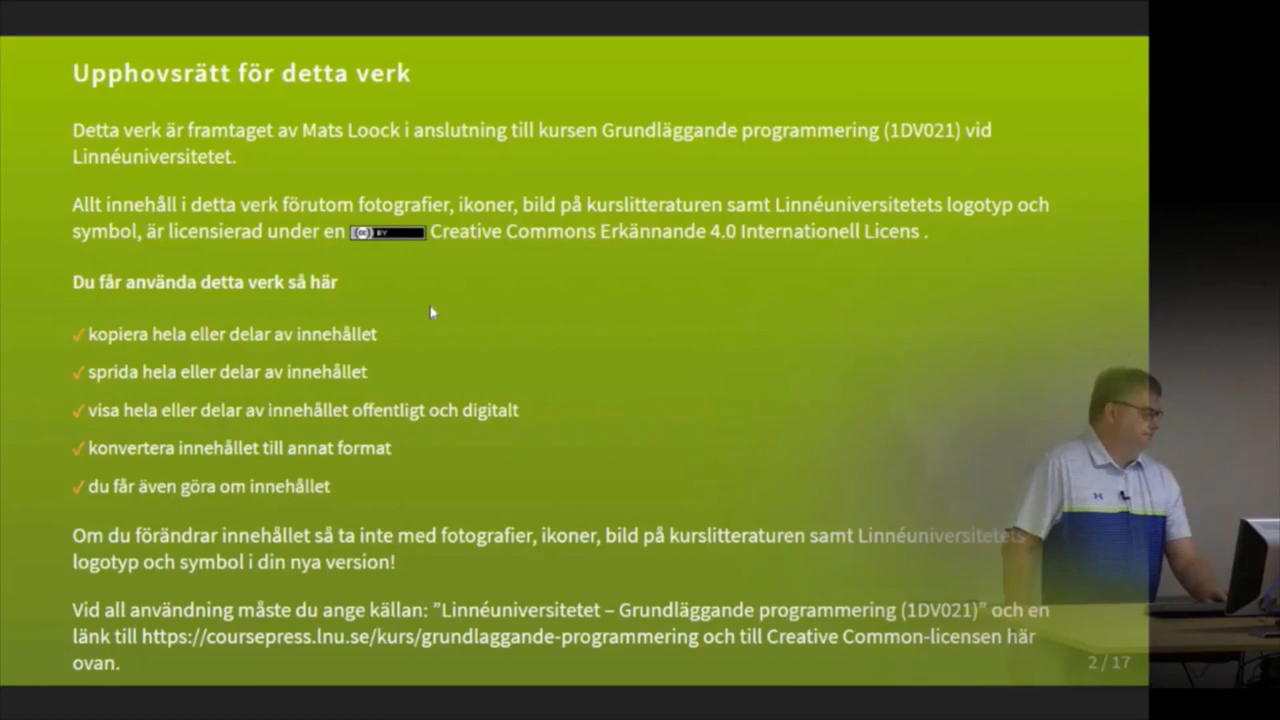 Upphovsrätt för detta verk
Detta verk är framtaget av Mats Loock i anslutning till kursen Grundläggande programmering (1DV021) vid
Linnéuniversitetet.
Allt innehåll i detta verk förutom fotografier, ikoner, bild på kurslitteraturen samt Linnéuniversitetets logotyp och
symbol, är licensierad under en (cc) BY Creative Commons Erkännande 4.0 Internationell Licens .
Du får använda detta verk så här
✓kopiera hela eller delar av innehållet
✓sprida hela eller delar av innehållet
✓visa hela eller delar av innehållet offentligt och digitalt
✓konvertera innehållet till annat format
✓du får även göra om innehållet
Om du förändrar innehållet så ta inte med fotografier, ikoner, bild på kurslitteraturen samt Linnéuniversitetets
logotyp och symbol i din nya version!
Vid all användning måste du ange källan: ”Linnéuniversitetet – Grundläggande programmering (1DV021)” och en
länk till https://coursepress.lnu.se/kurs/grundlaggande-programmering och till Creative Common-licensen här
ovan.
2 / 17